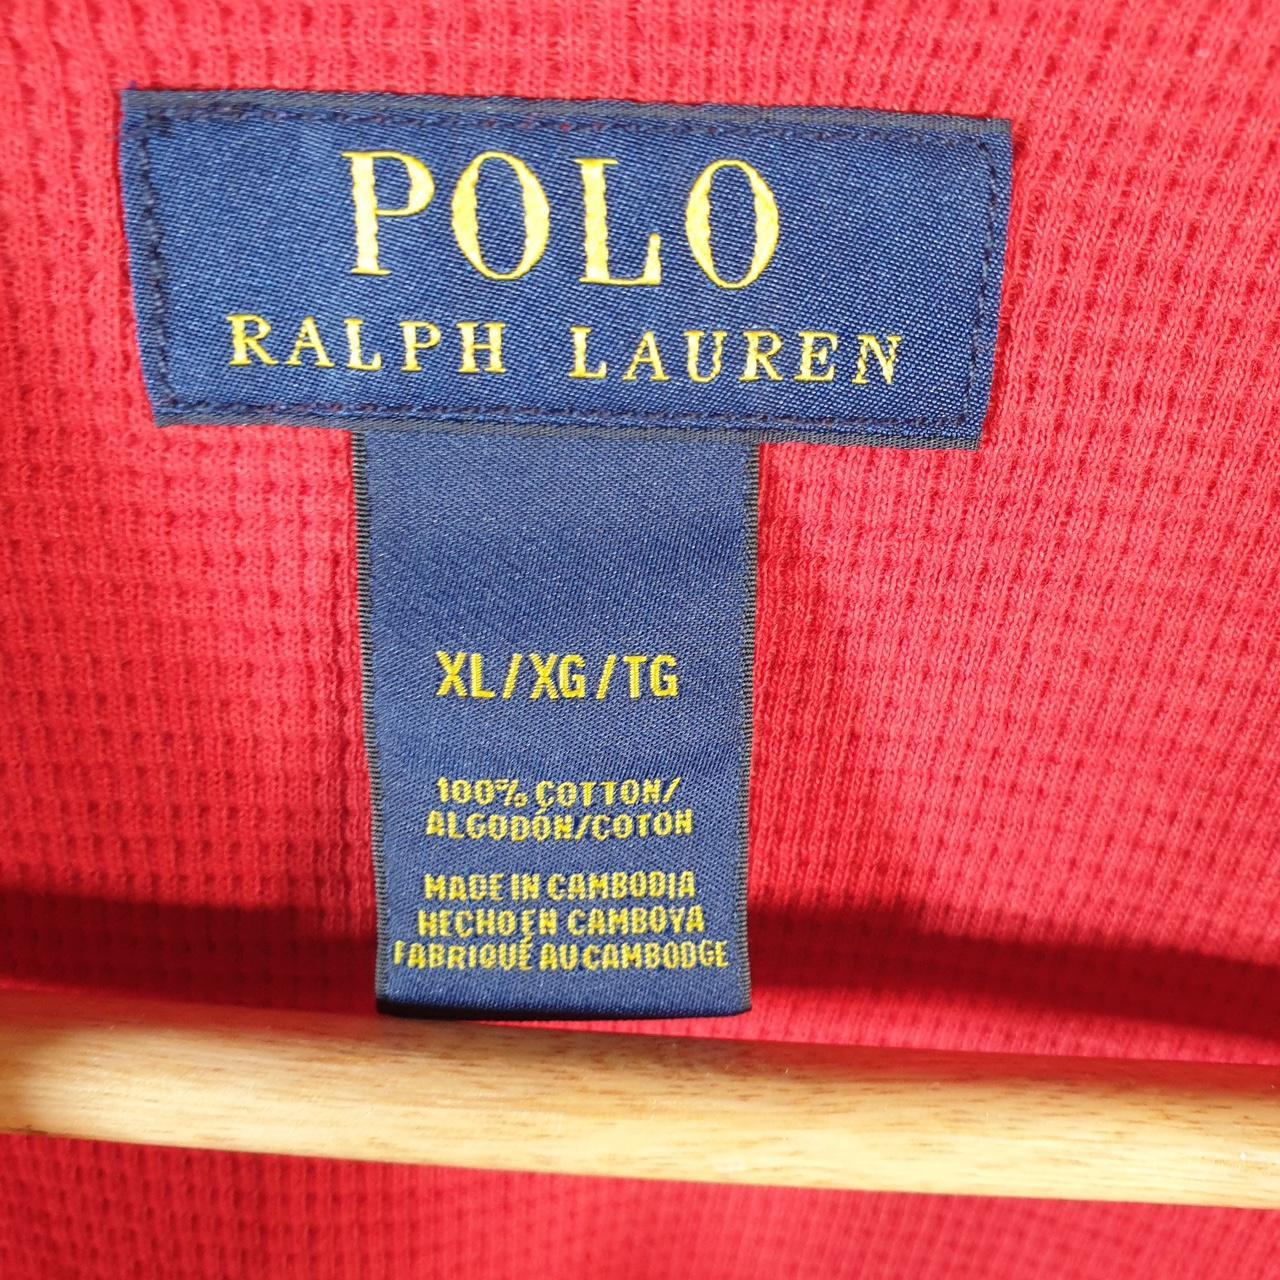 POLO
RALPH LAUREN
XL/XG/TG
100% COTTON/
ALGODÓN/COTON
MADE IN CAMBODIA
HECHO EN CAMBOYA
FABRIQUÉ AU CAMBODGE